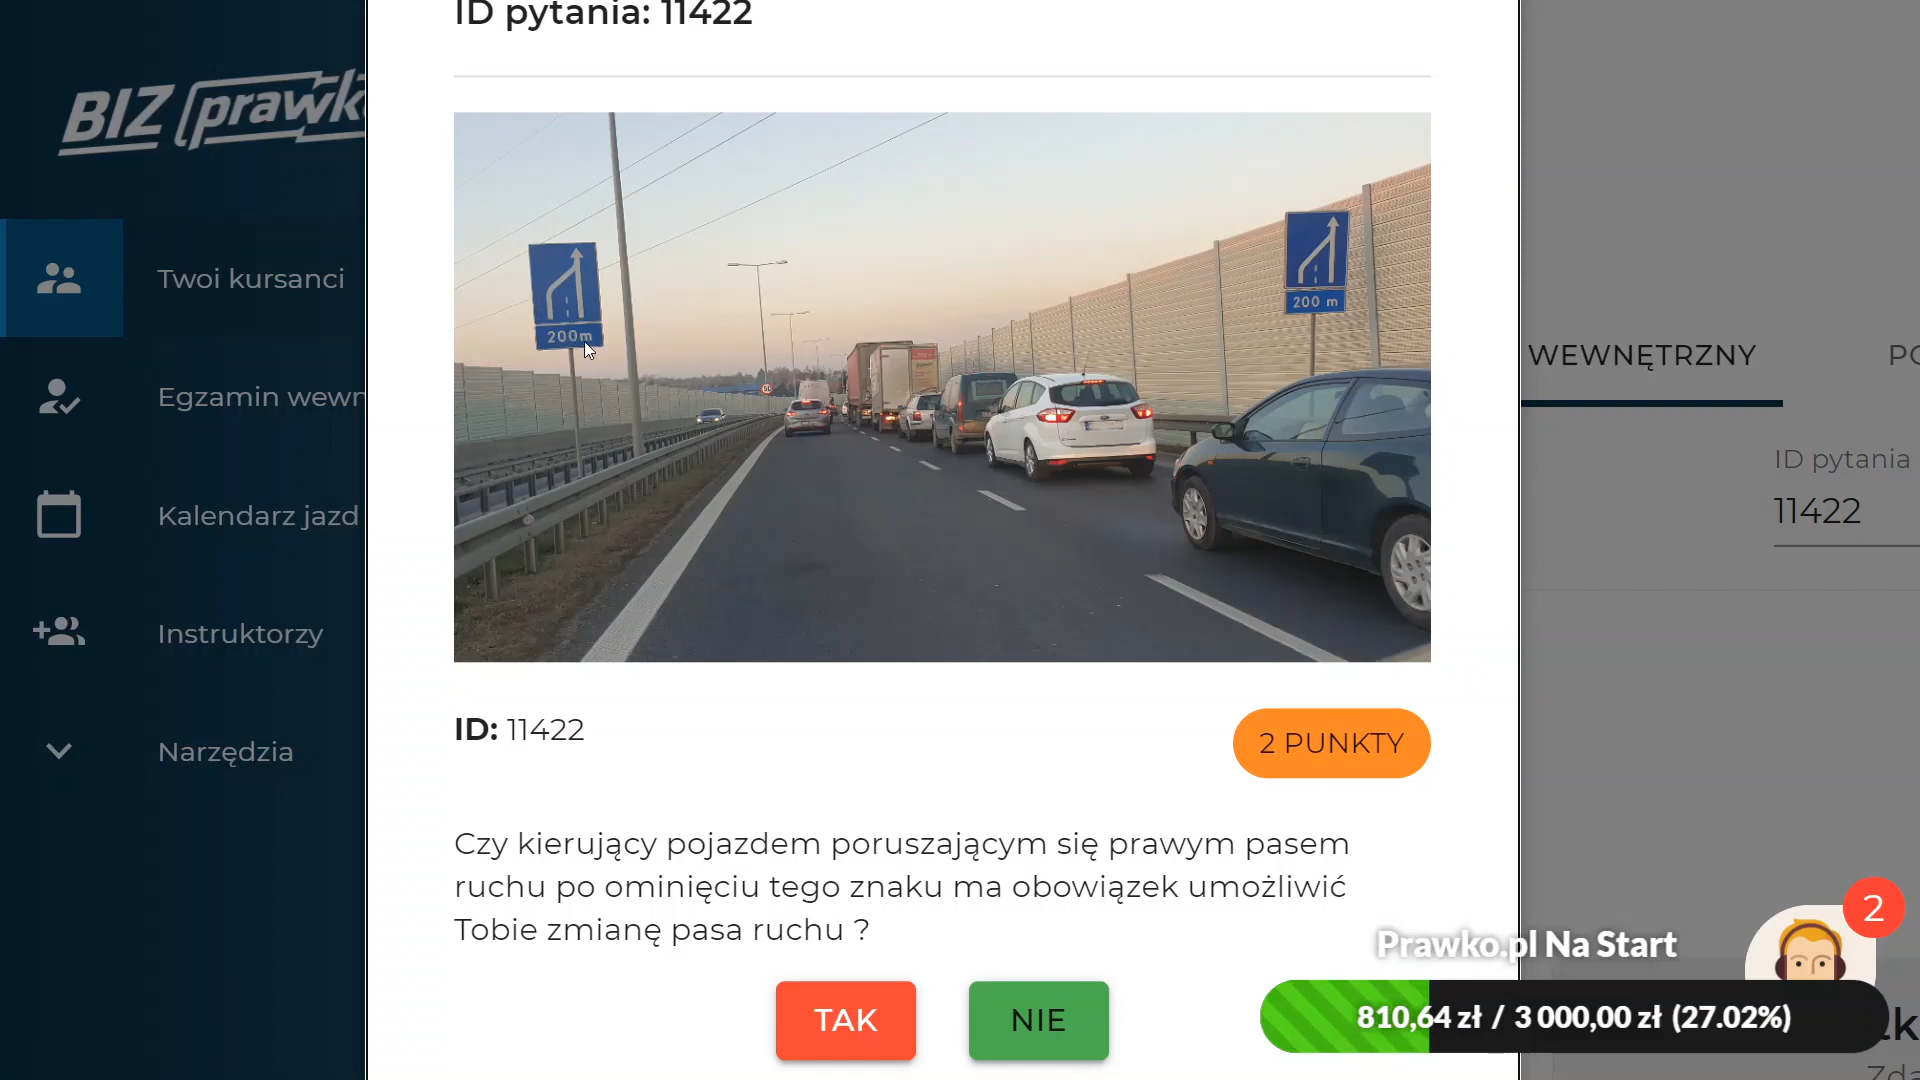 ID pytania: 11422
BIZ prawk
Twoi kursanci
Egzamin wewn
Kalendarz jazd
Instruktorzy
Narzędzia
200m
200 m
50
WEWNĘTRZNY
PO
ID pytania
11422
ID: 11422
2 PUNKTY
Czy kierujący pojazdem poruszającym się prawym pasem
ruchu po ominięciu tego znaku ma obowiązek umożliwić
Tobie zmianę pasa ruchu ?
TAK
NIE
2
Prawko.pl Na Start
810,64 zł / 3 000,00 zł (27.02%)
Zda